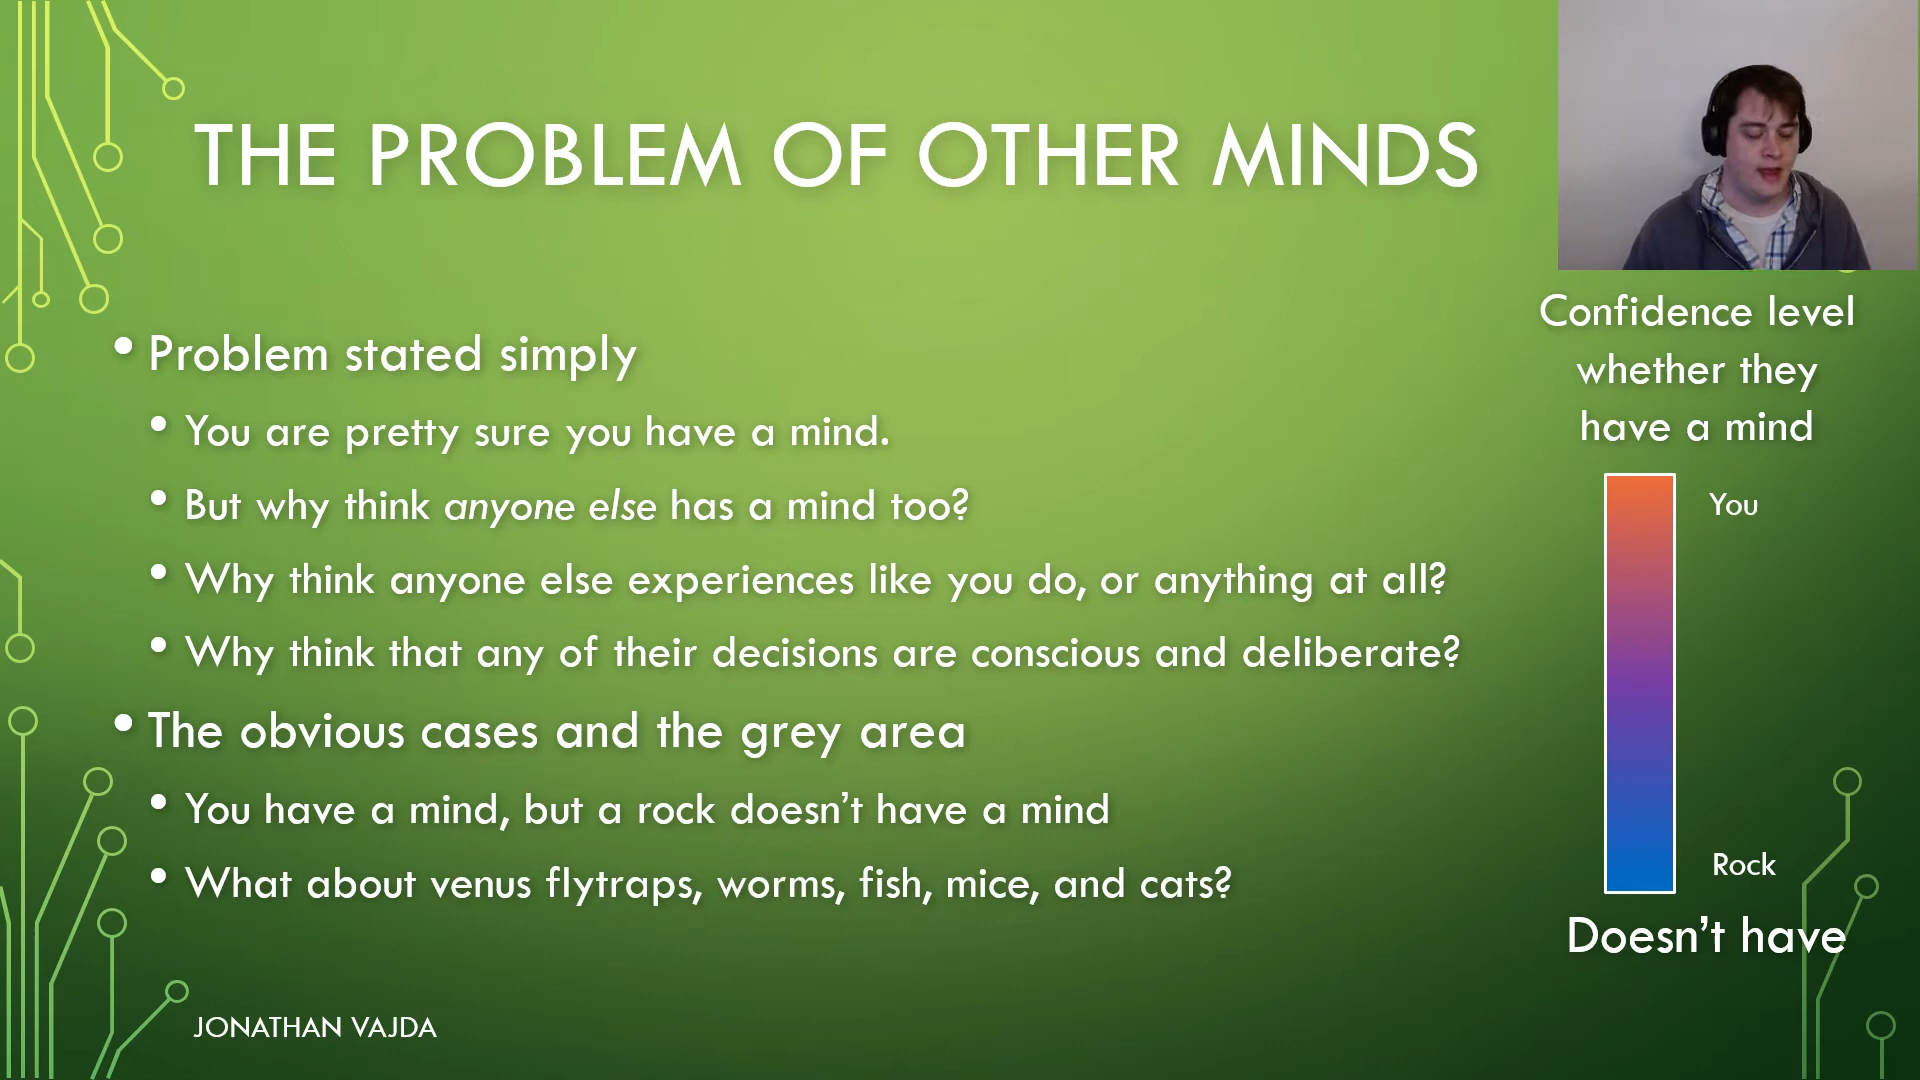 THE PROBLEM OF OTHER MINDS
• Problem stated simply
• You are pretty sure you have a mind.
• But why think anyone else has a mind too?
• Why think anyone else experiences like you do, or anything at all?
• Why think that any of their decisions are conscious and deliberate?
• The obvious cases and the grey area
• You have a mind, but a rock doesn’t have a mind
• What about venus flytraps, worms, fish, mice, and cats?
Confidence level
whether they
have a mind
You
Rock
Doesn’t have
JONATHAN VAJDA